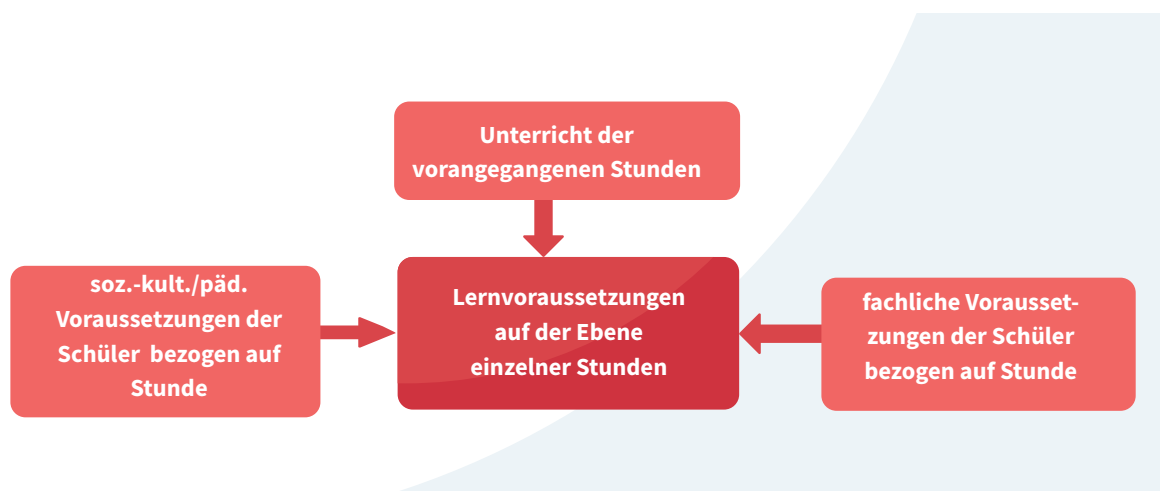 Unterricht der
vorangegangenen Stunden
soz.-kult./päd.
Voraussetzungen der
Schüler bezogen auf
Stunde
Lernvoraussetzungen
auf der Ebene
einzelner Stunden
fachliche Vorausset-
zungen der Schüler
bezogen auf Stunde